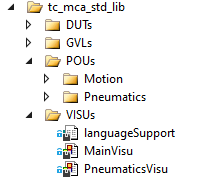 tc_mca_std_lib
DUTs
GVLs
POUs
Motion
Pneumatics
VISUs
languageSupport
MainVisu
PneumaticsVisu